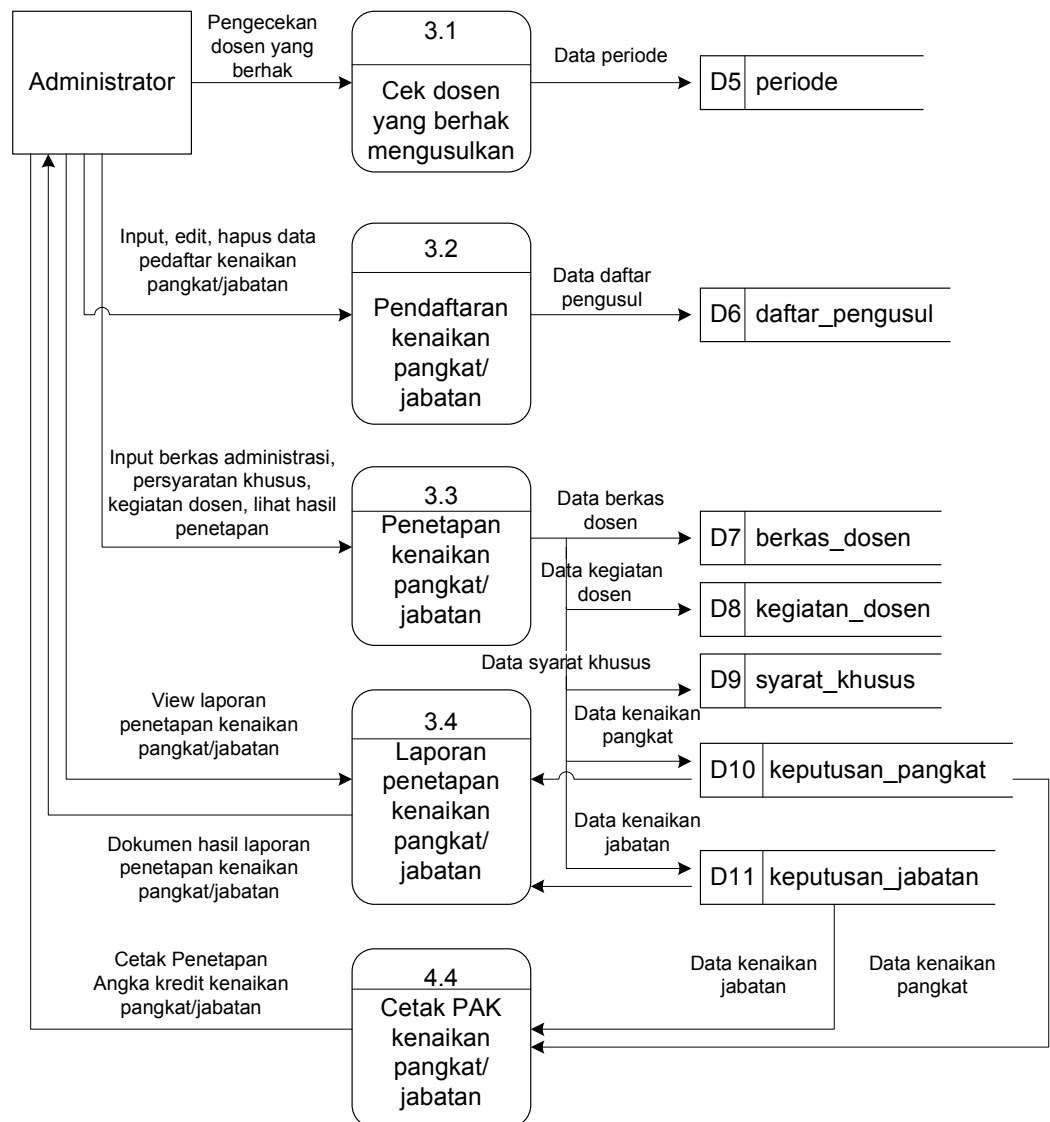 Administrator
Pengecekan
dosen yang
berhak
3.1
Cek dosen
yang berhak
mengusulkan
Data periode
D5 periode
Input, edit, hapus data
pedaftar kenaikan
pangkat/jabatan
3.2
Pendaftaran
kenaikan
pangkat/
jabatan
Data daftar
pengusul
D6 daftar_pengusul
Input berkas administrasi,
persyaratan khusus,
kegiatan dosen, lihat hasil
penetapan
3.3
Penetapan
kenaikan
pangkat/
jabatan
Data berkas
dosen
D7 berkas_dosen
Data kegiatan
dosen
D8 kegiatan_dosen
Data syarat khusus
D9 syarat_khusus
View laporan
penetapan kenaikan
pangkat/jabatan
3.4
Laporan
penetapan
kenaikan
pangkat/
jabatan
Data kenaikan
pangkat
D10 keputusan_pangkat
Data kenaikan
jabatan
D11 keputusan_jabatan
Dokumen hasil laporan
penetapan kenaikan
pangkat/jabatan
Cetak Penetapan
Angka kredit kenaikan
pangkat/jabatan
4.4
Cetak PAK
kenaikan
pangkat/
jabatan
Data kenaikan
jabatan
Data kenaikan
pangkat